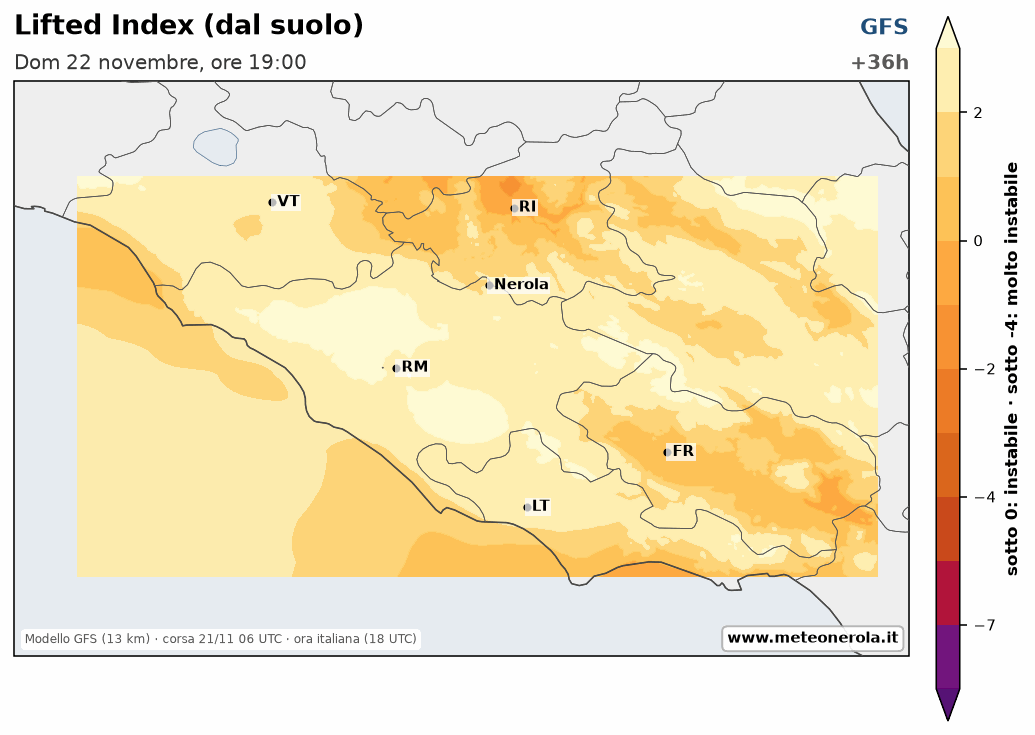 Lifted Index (dal suolo)
GFS
Dom 22 novembre, ore 19:00
+36h
VT
RI
Nerola
RM
FR
LT
2
0
−2
−4
−7
sotto 0: instabile · sotto -4: molto instabile
Modello GFS (13 km) · corsa 21/11 06 UTC · ora italiana (18 UTC)
www.meteonerola.it